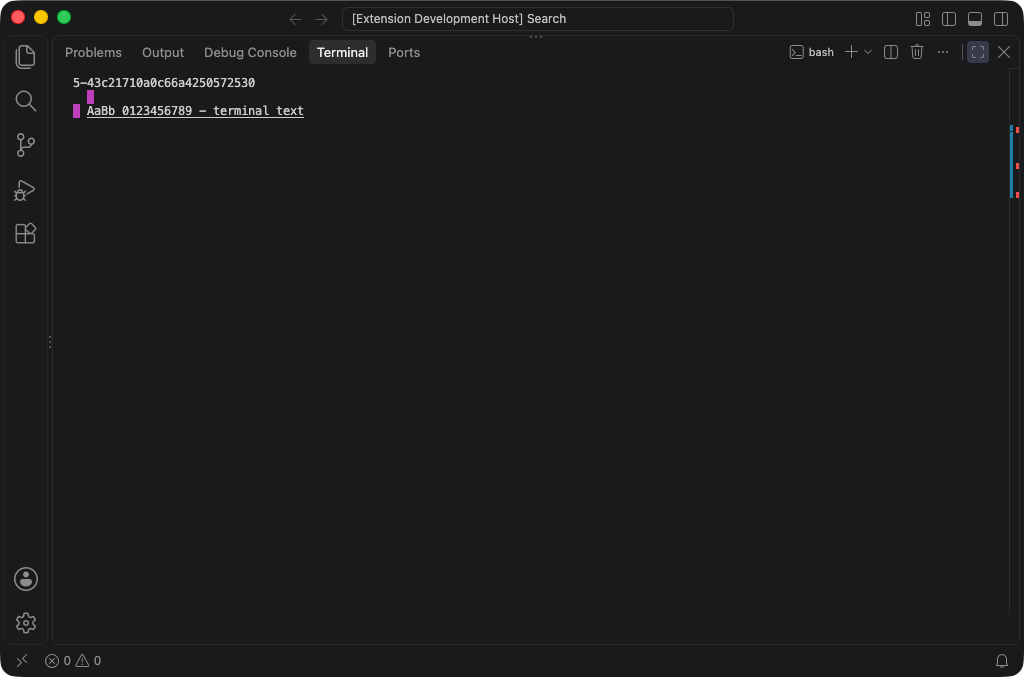 [Extension Development Host] Search
Problems Output Debug Console Terminal Ports bash
5-43c21710a0c66a4250572530
AaBb 0123456789 - terminal text
0 0